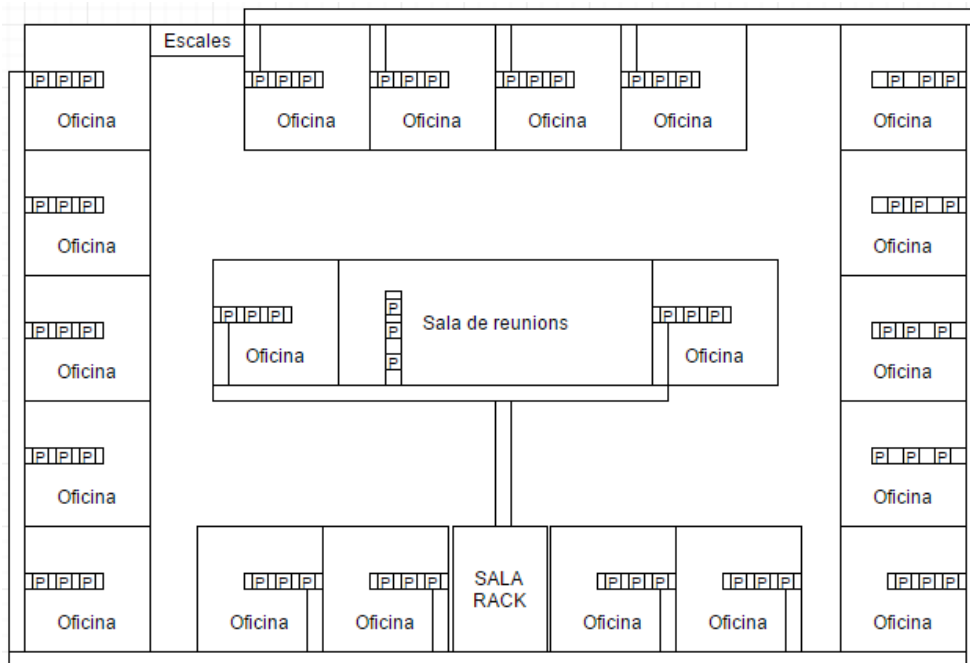 Escales
P P P P P P P P P P P P P P P P P P
Oficina Oficina Oficina Oficina Oficina Oficina
P P P P P P
Oficina Oficina
P P P P P P P P P P P P P P P
Oficina Oficina Sala de reunions Oficina Oficina
P P P P P P
Oficina Oficina
P P P P P P P P P P P P P P P P P P
SALA
RACK
Oficina Oficina Oficina Oficina Oficina Oficina